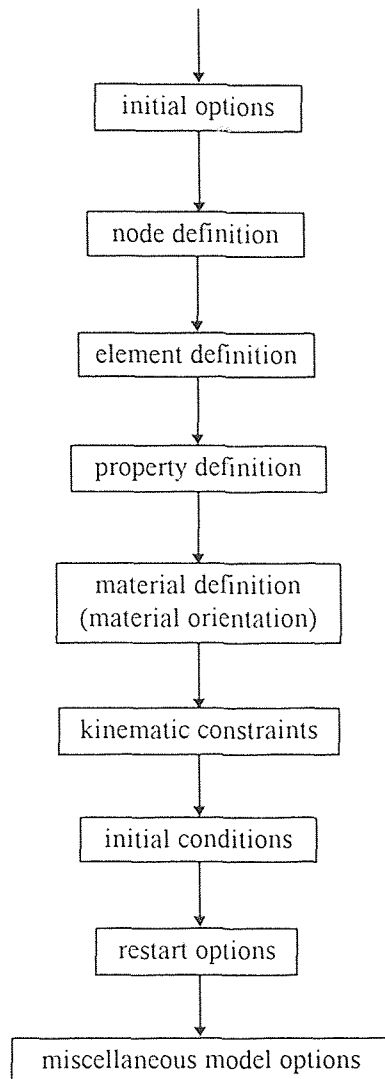 initial options
node definition
element definition
property definition
material definition
(material orientation)
kinematic constraints
initial conditions
restart options
miscellaneous model options